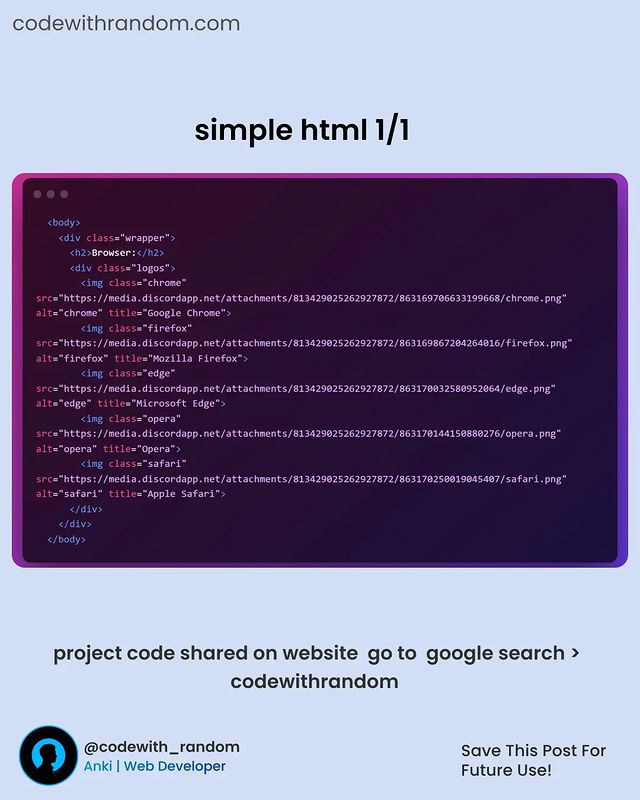 codewithrandom.com
simple html 1/1
<body>
<div class="wrapper">
<h2>Browser:</h2>
<div class="logos">
<img class="chrome"
src="https://media.discordapp.net/attachments/813429025262927872/863169706633199668/chrome.png"
alt="chrome" title="Google Chrome">
<img class="firefox"
src="https://media.discordapp.net/attachments/813429025262927872/863169867204264016/firefox.png"
alt="firefox" title="Mozilla Firefox">
<img class="edge"
src="https://media.discordapp.net/attachments/813429025262927872/863170032580952064/edge.png"
alt="edge" title="Microsoft Edge">
<img class="opera"
src="https://media.discordapp.net/attachments/813429025262927872/863170144150880276/opera.png"
alt="opera" title="Opera">
<img class="safari"
src="https://media.discordapp.net/attachments/813429025262927872/863170250019045407/safari.png"
alt="safari" title="Apple Safari">
</div>
</div>
</body>
project code shared on website go to google search >
codewithrandom
@codewith_random
Anki | Web Developer
Save This Post For
Future Use!